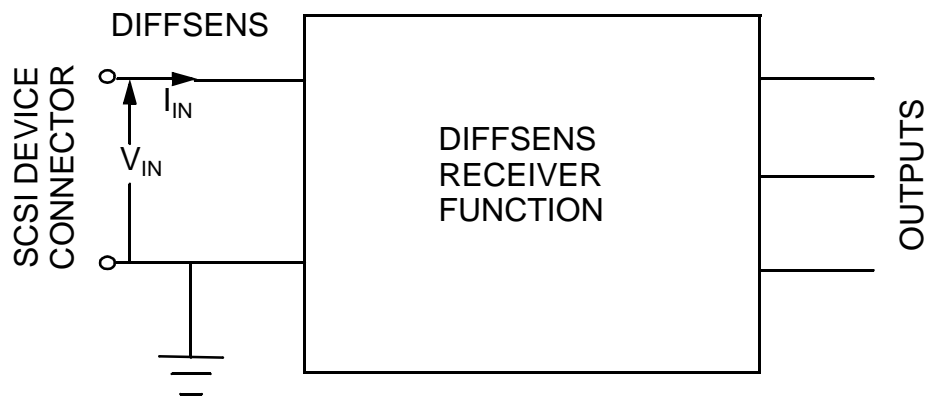 DIFFSENS
SCSI DEVICE
CONNECTOR
I_IN
V_IN
DIFFSENS
RECEIVER
FUNCTION
OUTPUTS